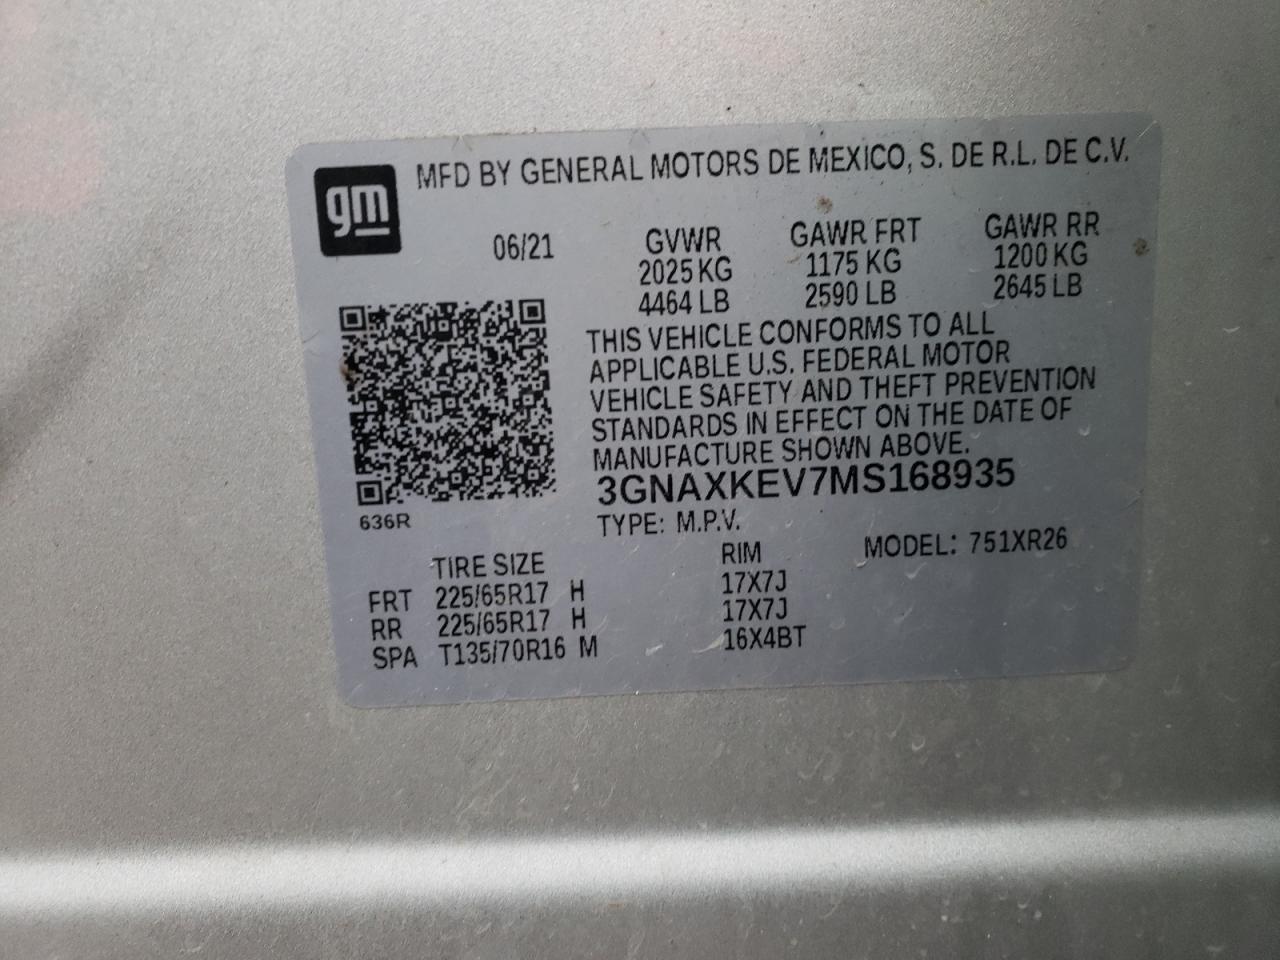 gm
MFD BY GENERAL MOTORS DE MEXICO, S. DE R.L. DE C.V.
06/21 GVWR GAWR FRT GAWR RR
2025 KG 1175 KG 1200 KG
4464 LB 2590 LB 2645 LB
THIS VEHICLE CONFORMS TO ALL
APPLICABLE U.S. FEDERAL MOTOR
VEHICLE SAFETY AND THEFT PREVENTION
STANDARDS IN EFFECT ON THE DATE OF
MANUFACTURE SHOWN ABOVE.
3GNAXKEV7MS168935
636R
TYPE: M.P.V. MODEL: 751XR26
TIRE SIZE RIM
FRT 225/65R17 H 17X7J
RR 225/65R17 H 17X7J
SPA T135/70R16 M 16X4BT